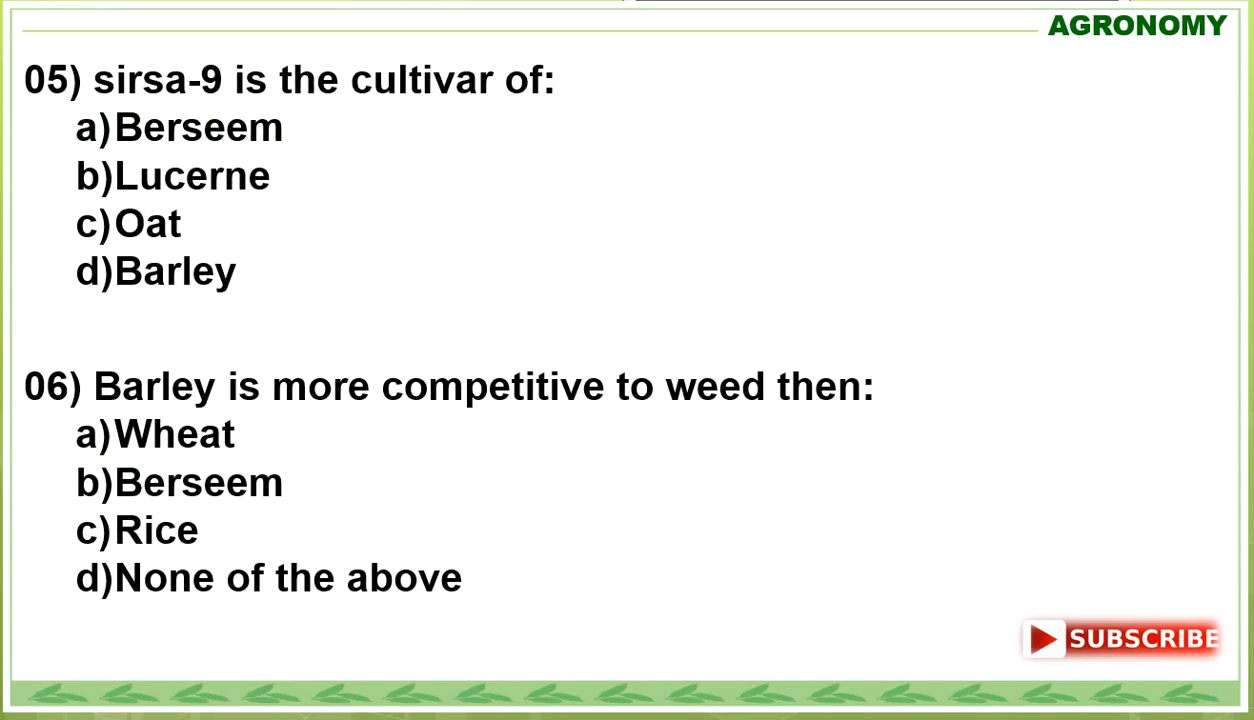 AGRONOMY
05) sirsa-9 is the cultivar of:
a)Berseem
b)Lucerne
c)Oat
d)Barley
06) Barley is more competitive to weed then:
a)Wheat
b)Berseem
c)Rice
d)None of the above
SUBSCRIBE